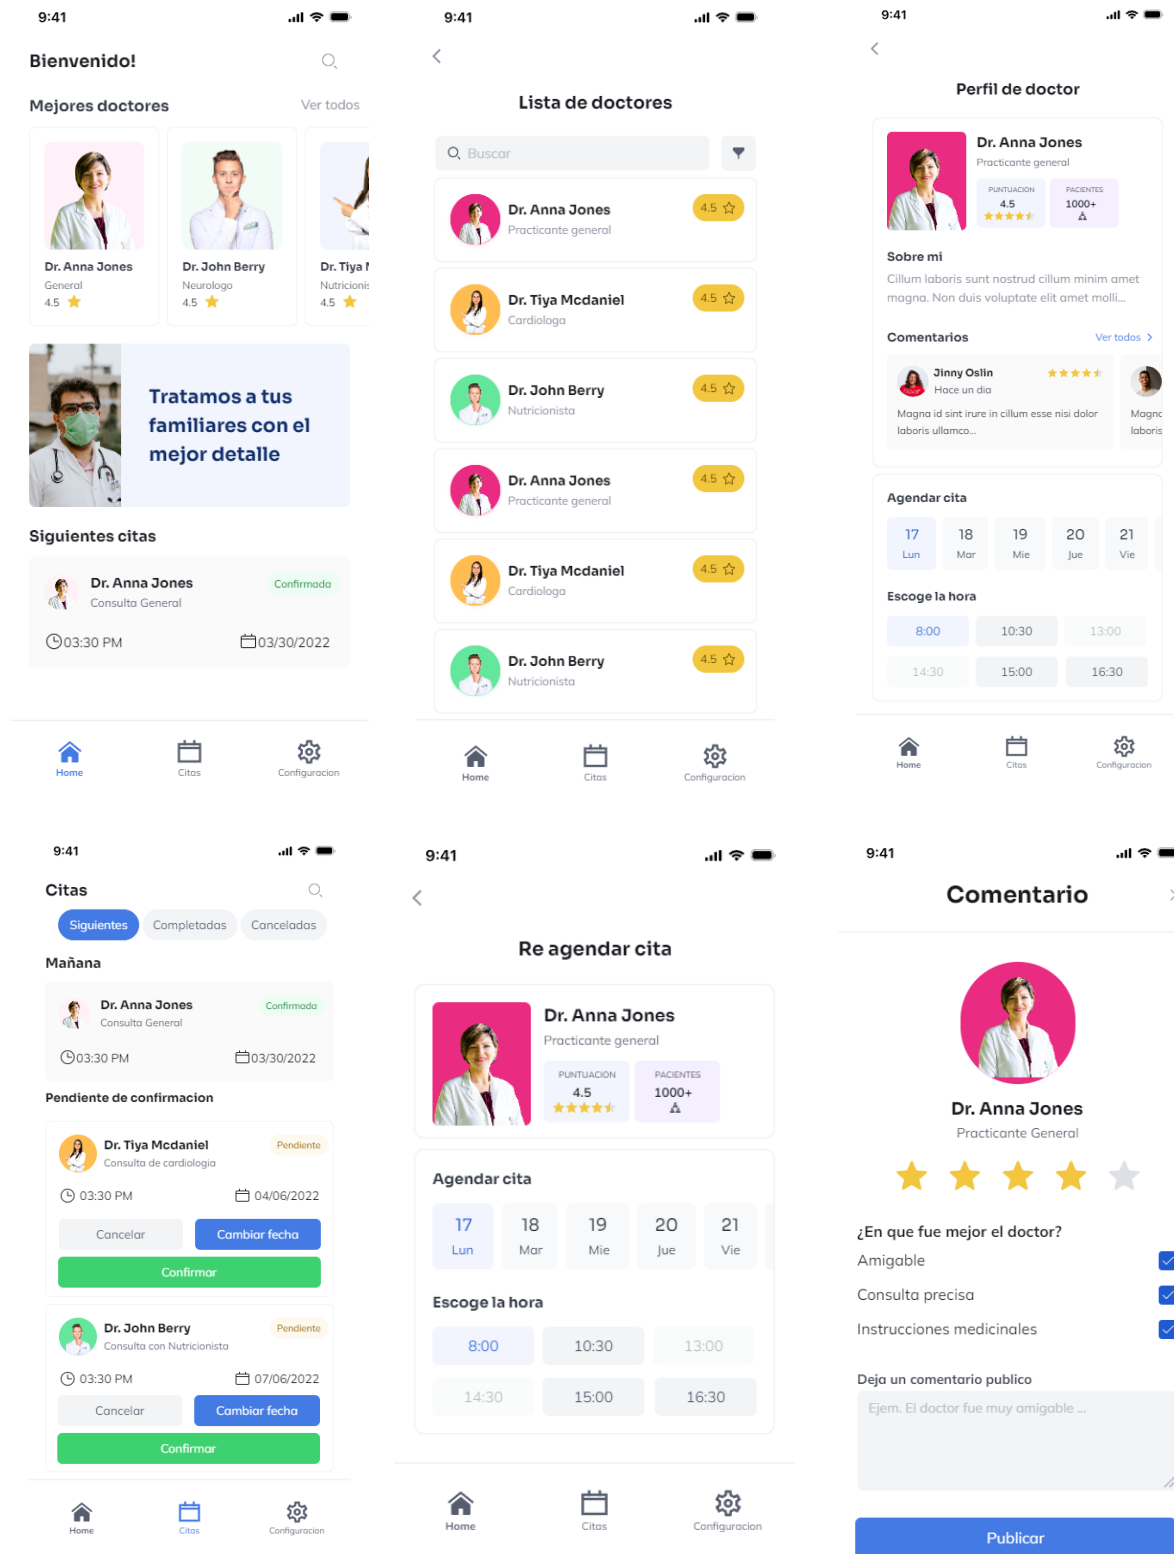 9:41
Bienvenido!
Mejores doctores
Ver todos
Dr. Anna Jones
General
4.5
Dr. John Berry
Neurologo
4.5
Dr. Tiya
Nutricionis
4.5
Tratamos a tus
familiares con el
mejor detalle
Siguientes citas
Dr. Anna Jones
Confirmada
Consulta General
03:30 PM
03/30/2022
Home
Citas
Configuracion
9:41
Lista de doctores
Buscar
Dr. Anna Jones
4.5
Practicante general
Dr. Tiya Mcdaniel
4.5
Cardiologa
Dr. John Berry
4.5
Nutricionista
Dr. Anna Jones
4.5
Practicante general
Dr. Tiya Mcdaniel
4.5
Cardiologa
Dr. John Berry
4.5
Nutricionista
Home
Citas
Configuracion
9:41
Perfil de doctor
Dr. Anna Jones
Practicante general
PUNTUACION
4.5
PACIENTES
1000+
Sobre mi
Cillum laboris sunt nostrud cillum minim amet
magna. Non duis voluptate elit amet molli...
Comentarios
Ver todos
Jinny Oslin
Hace un dia
Magna id sint irure in cillum esse nisi dolor
laboris ullamco...
Magna
laboris
Agendar cita
17 18 19 20 21
Lun Mar Mie Jue Vie
Escoge la hora
8:00 10:30 13:00
14:30 15:00 16:30
Home
Citas
Configuracion
9:41
Citas
Siguientes Completadas Canceladas
Mañana
Dr. Anna Jones
Confirmada
Consulta General
03:30 PM
03/30/2022
Pendiente de confirmacion
Dr. Tiya Mcdaniel
Pendiente
Consulta de cardiologia
03:30 PM
04/06/2022
Cancelar
Cambiar fecha
Confirmar
Dr. John Berry
Pendiente
Consulta con Nutricionista
03:30 PM
07/06/2022
Cancelar
Cambiar fecha
Confirmar
Home
Citas
Configuracion
9:41
Re agendar cita
Dr. Anna Jones
Practicante general
PUNTUACION
4.5
PACIENTES
1000+
Agendar cita
17 18 19 20 21
Lun Mar Mie Jue Vie
Escoge la hora
8:00 10:30 13:00
14:30 15:00 16:30
Home
Citas
Configuracion
9:41
Comentario
Dr. Anna Jones
Practicante General
¿En que fue mejor el doctor?
Amigable
Consulta precisa
Instrucciones medicinales
Deja un comentario publico
Ejem. El doctor fue muy amigable ...
Publicar